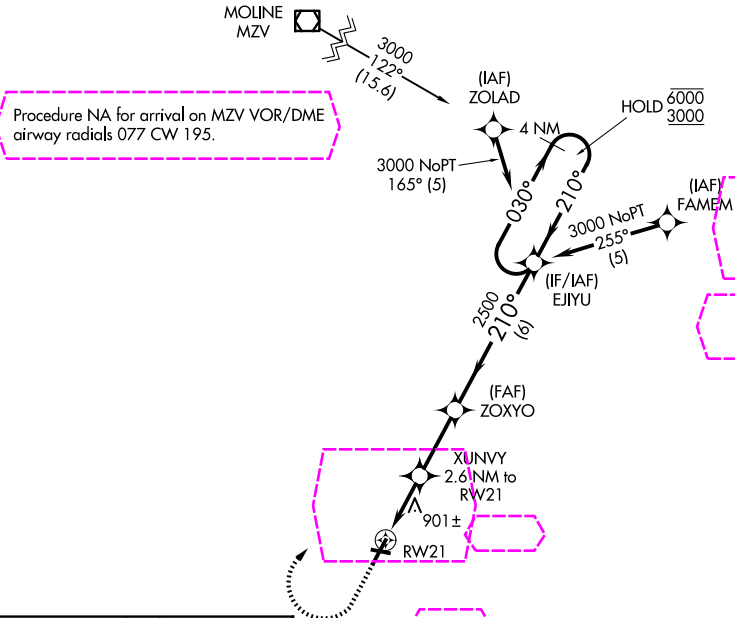 MOLINE
MZV
3000
122°
(15.6)
Procedure NA for arrival on MZV VOR/DME
airway radials 077 CW 195.
(IAF)
ZOLAD
4 NM
HOLD 6000
3000
3000 NoPT
165° (5)
030°
210°
(IAF)
FAMEM
3000 NoPT
255°
(5)
(IF/IAF)
EJIYU
2500
210°
(6)
(FAF)
ZOXYO
XUNVY
2.6 NM to
RW21
901±
RW21